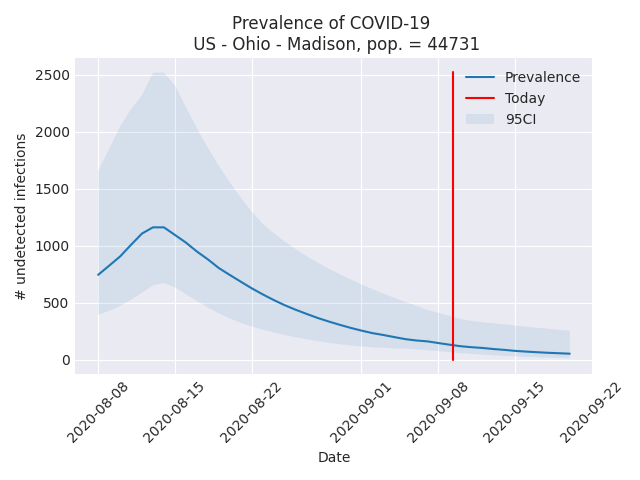 Prevalence of COVID-19
US - Ohio - Madison, pop. = 44731
2500
2000
1500
1000
500
0
# undetected infections
Prevalence
Today
95CI
2020-08-08
2020-08-15
2020-08-22
2020-09-01
2020-09-08
2020-09-15
2020-09-22
Date